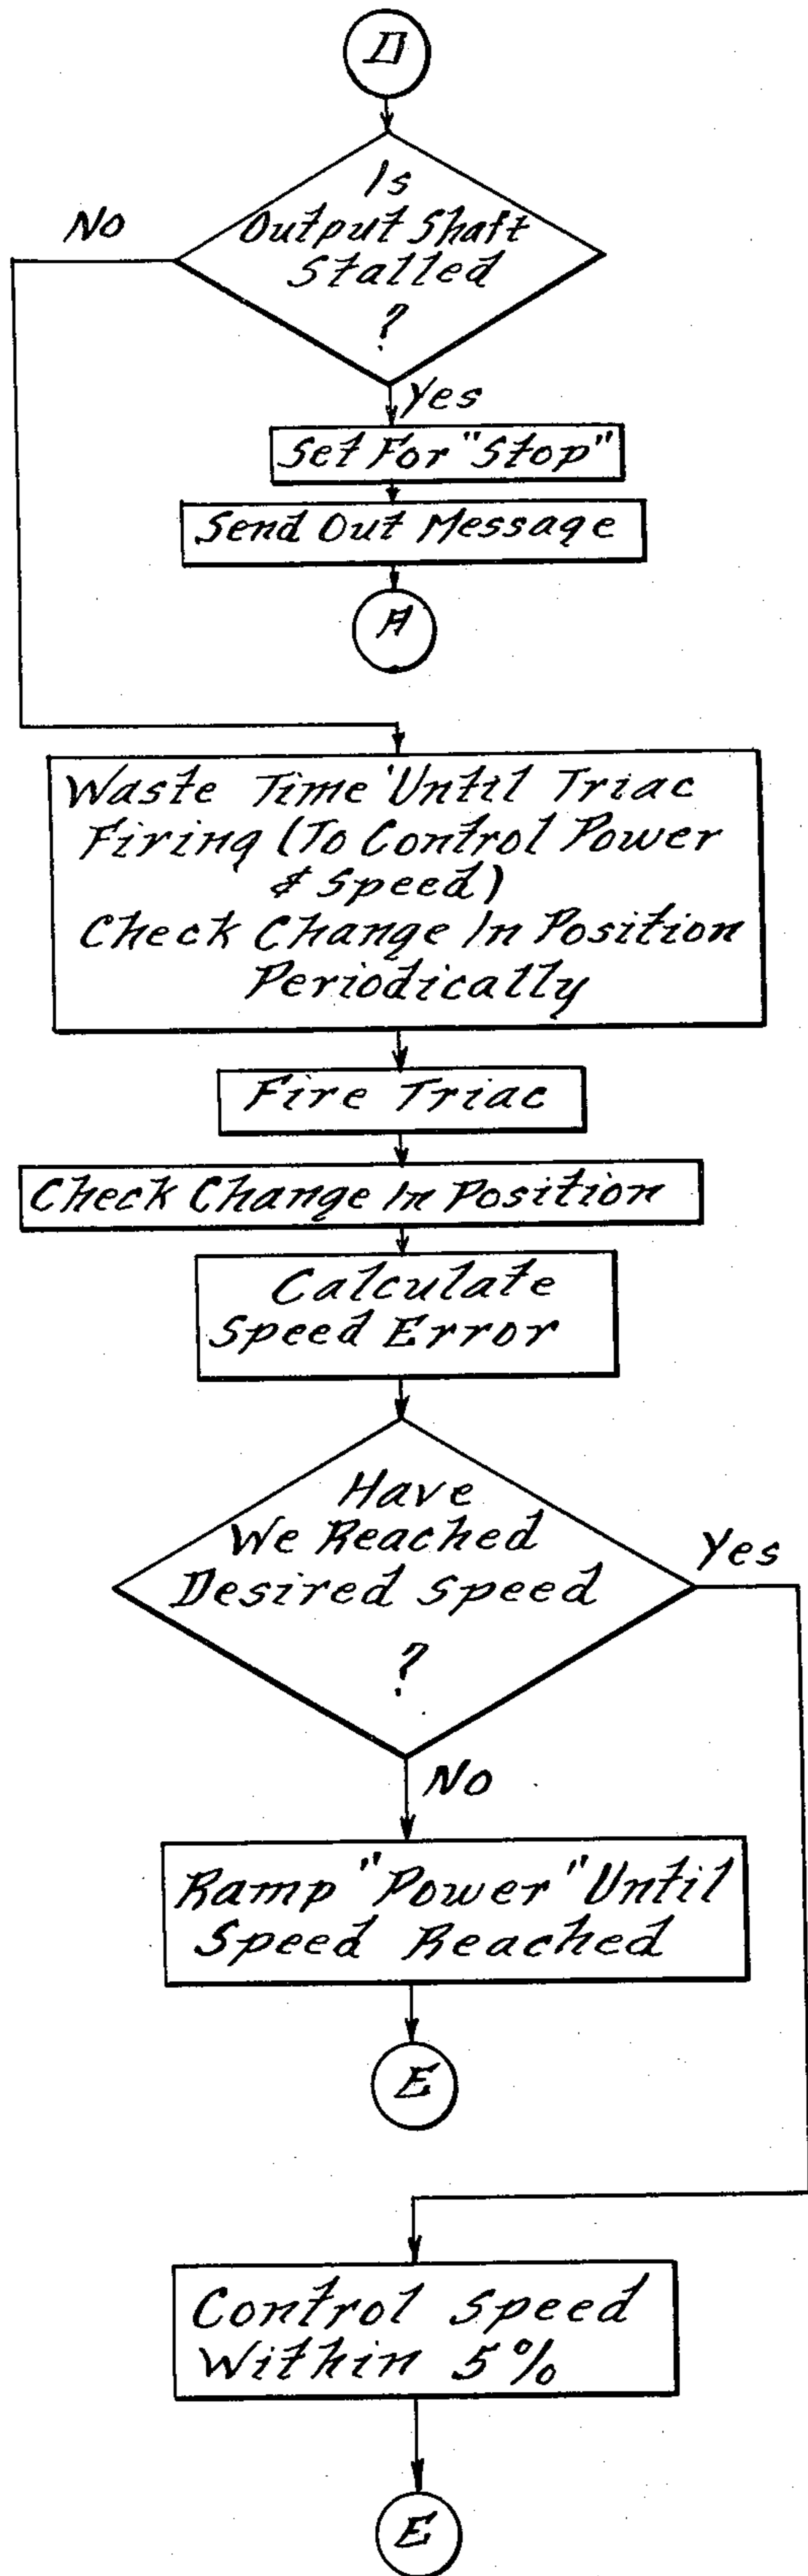 D
Is
Output Shaft
Stalled
?
No
Yes
Set For "Stop"
Send Out Message
A
Waste Time Until Triac
Firing (To Control Power
& Speed)
Check Change In Position
Periodically
Fire Triac
Check Change In Position
Calculate
Speed Error
Have
We Reached
Desired Speed
?
Yes
No
Ramp "Power" Until
Speed Reached
E
Control Speed
Within 5%
E